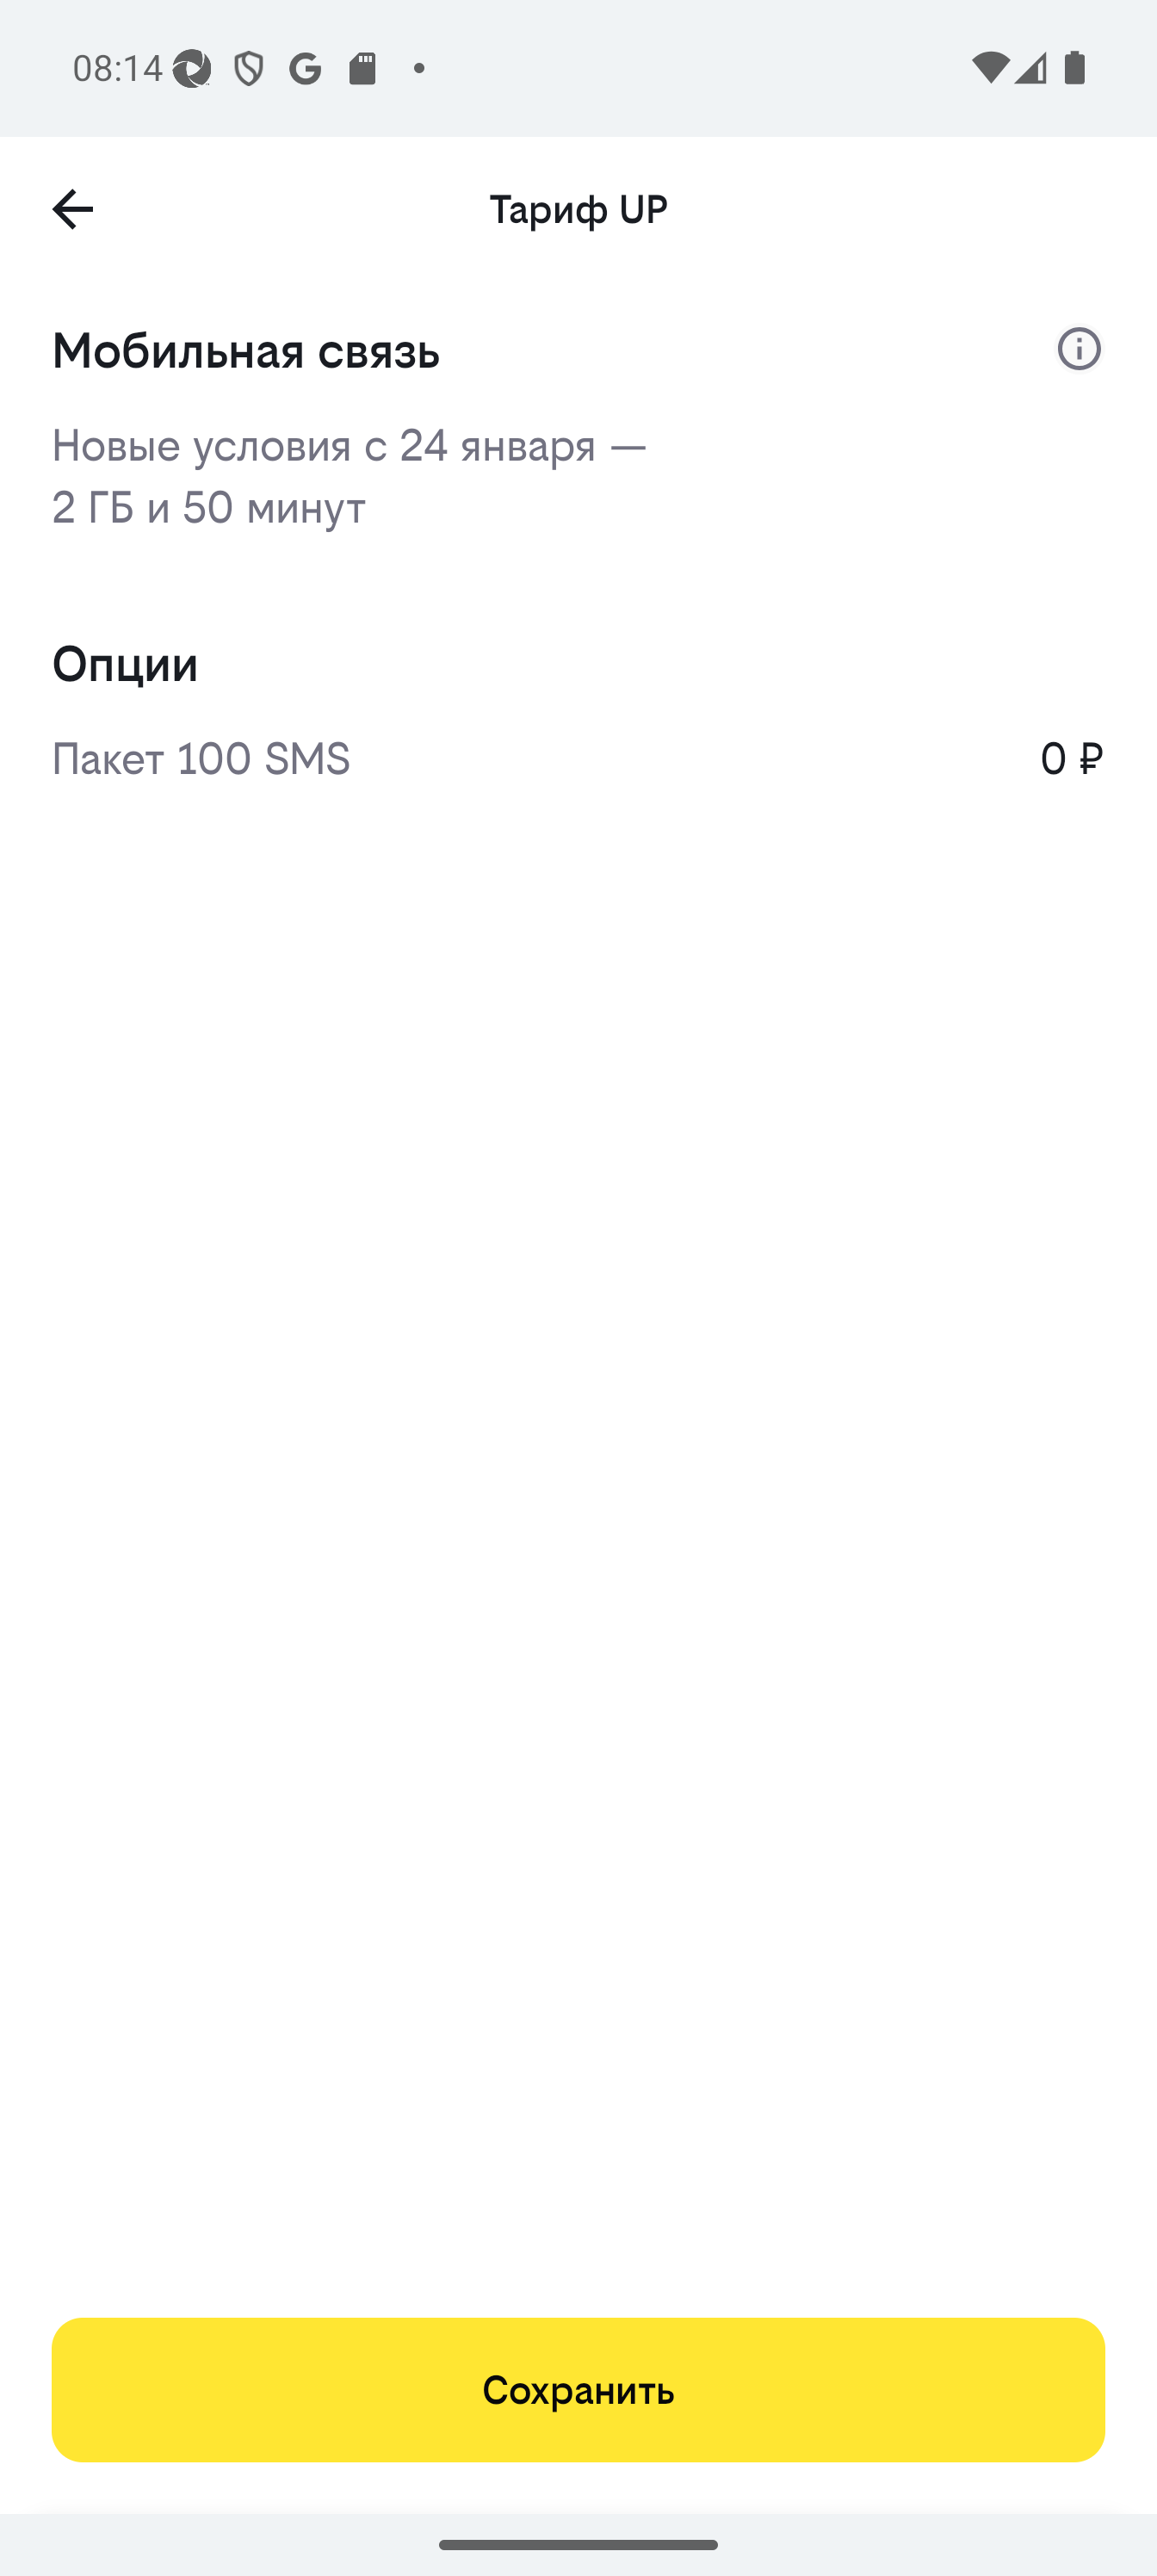 08:14
Тариф UP
Мобильная связь
Новые условия с 24 января —
2 ГБ и 50 минут
Опции
Пакет 100 SMS 0 ₽
Сохранить